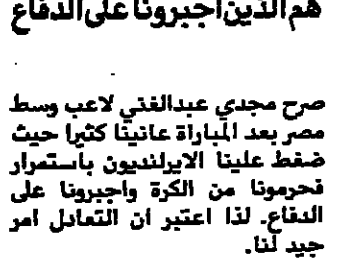 هم الذين اجبرونا على الدفاع
صرح مجدي عبدالغني لاعب وسط
مصر بعد المباراة عانينا كثيرا حيث
ضغط علينا الايرلنديون باستمرار
فحرمونا من الكرة واجبرونا على
الدفاع. لذا اعتبر ان التعادل امر
جيد لنا.